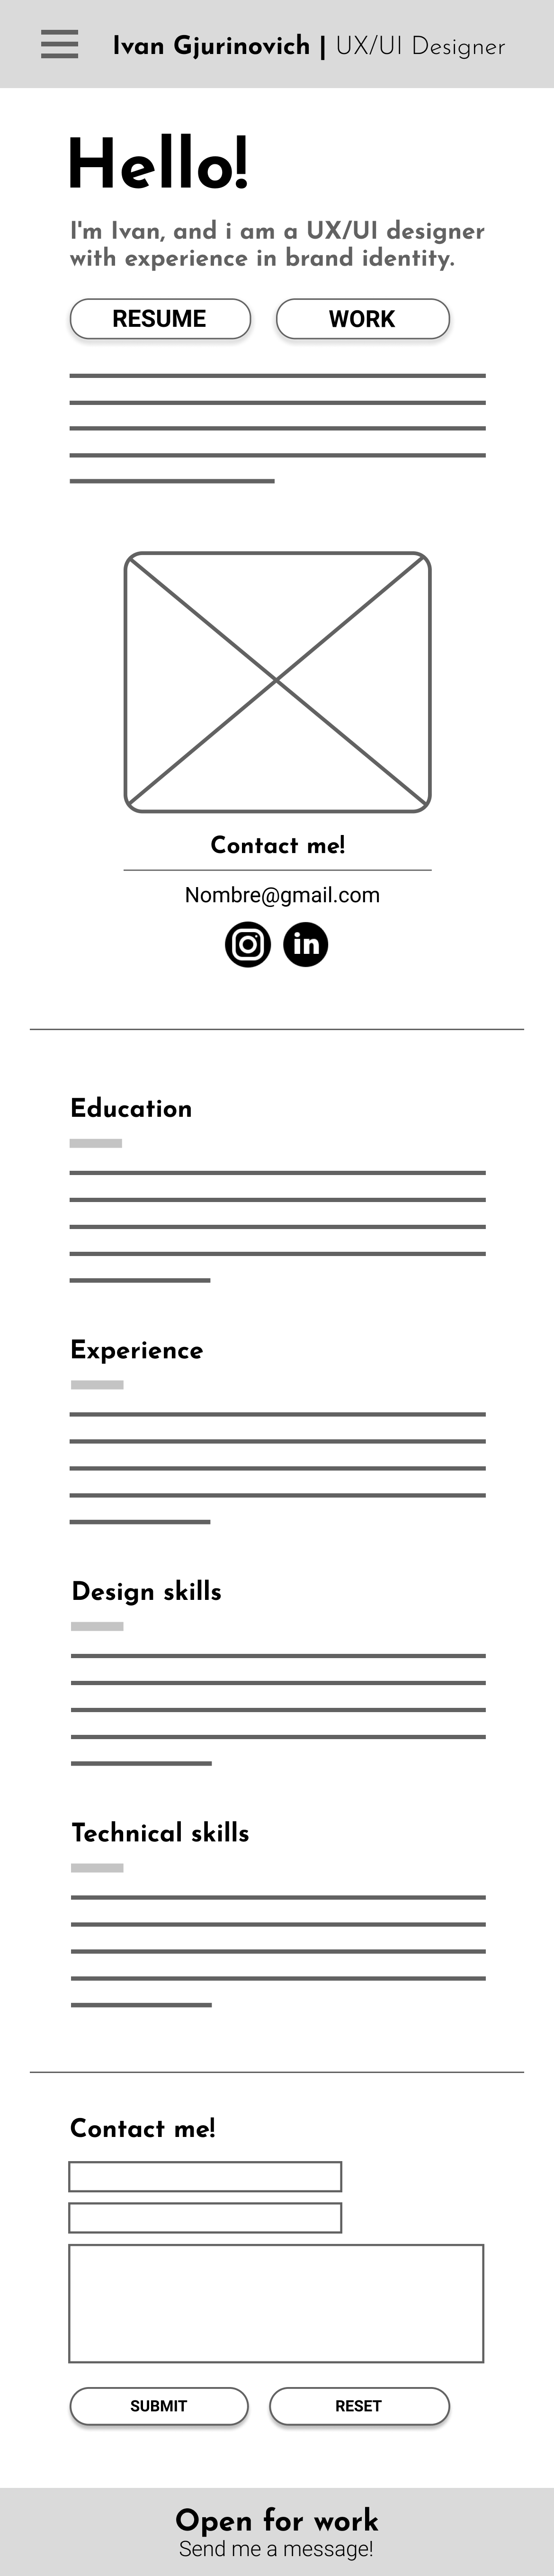 Ivan Gjurinovich | UX/UI Designer
Hello!
I'm Ivan, and i am a UX/UI designer
with experience in brand identity.
RESUME WORK
Contact me!
Nombre@gmail.com
in
Education
Experience
Design skills
Technical skills
Contact me!
SUBMIT RESET
Open for work
Send me a message!